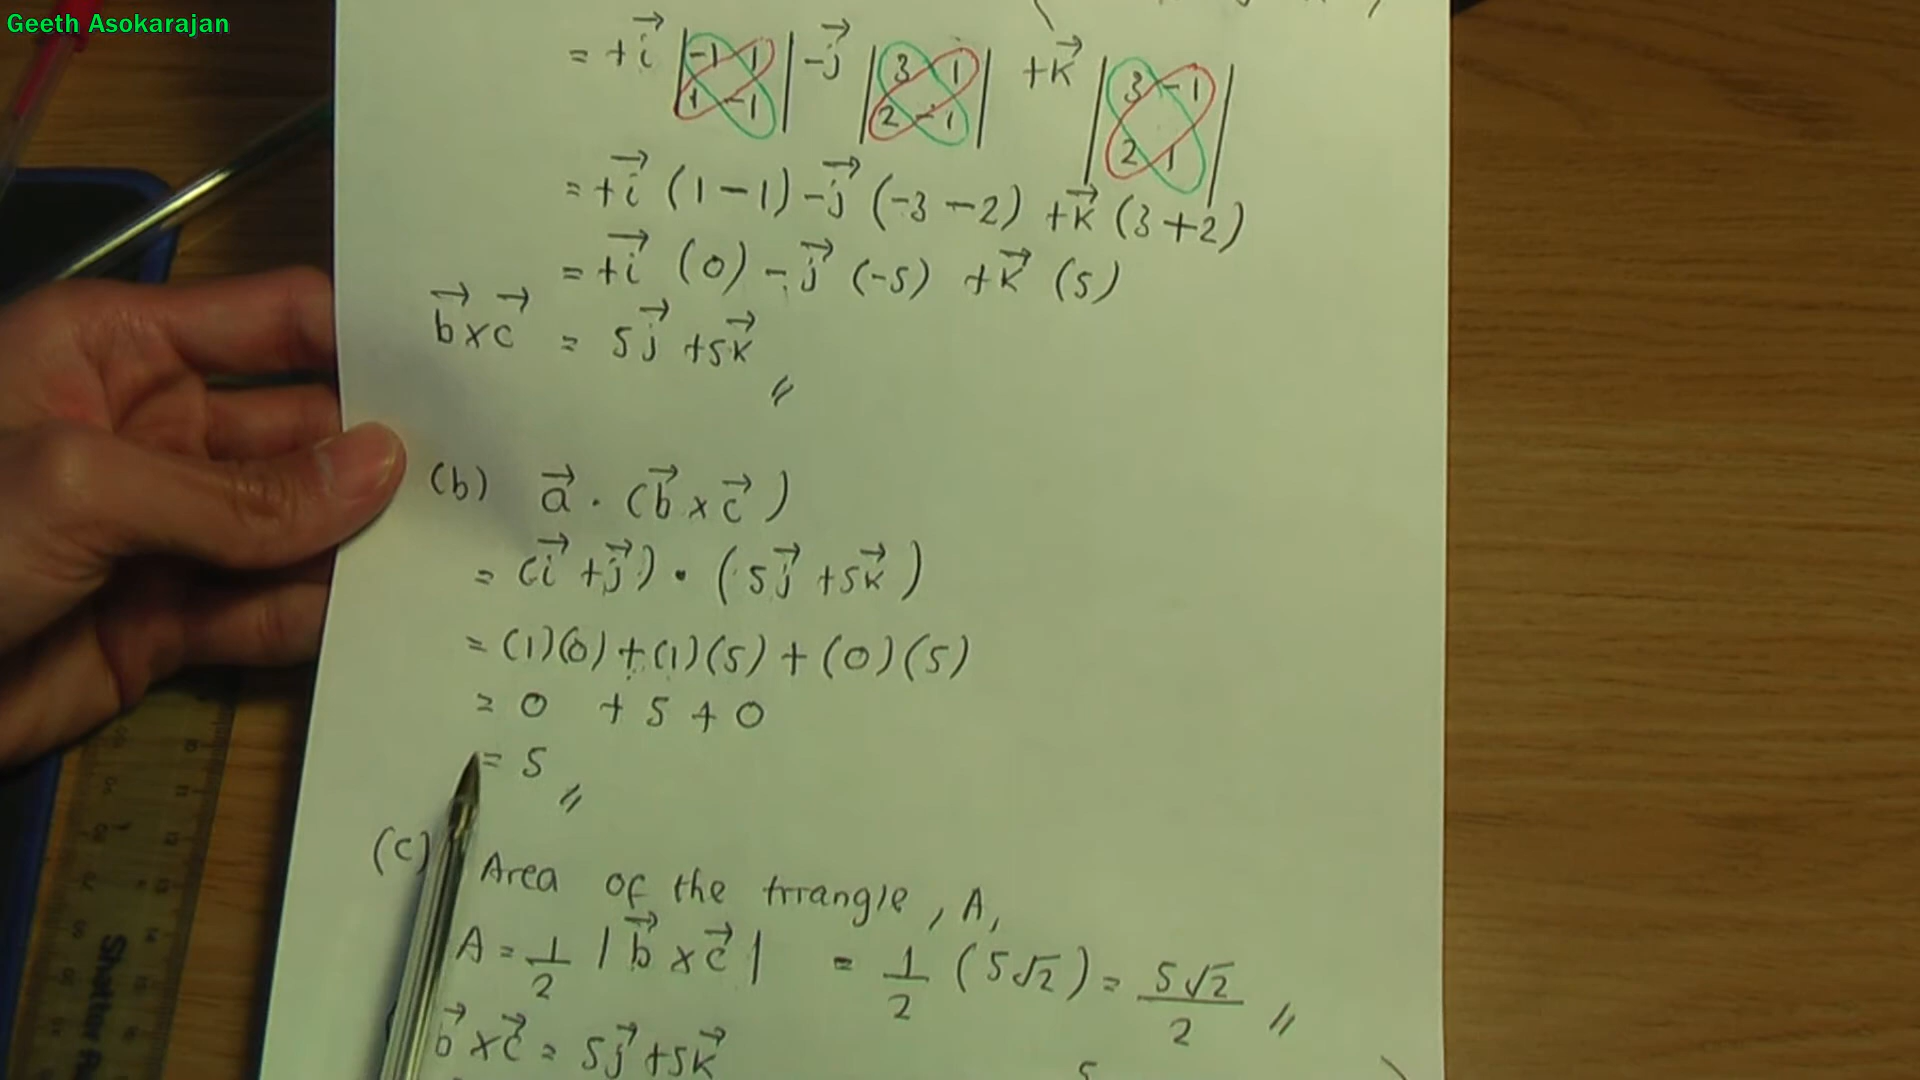 Geeth Asokarajan
= +i⃗ |-1 1 / 1 -1| -j⃗ |3 1 / 2 -1| +k⃗ |3 -1 / 2 1|
= +i⃗ (1-1) -j⃗ (-3-2) +k⃗ (3+2)
= +i⃗ (0) - j⃗ (-5) +k⃗ (5)
b⃗ x c⃗ = 5j⃗ +5k⃗ //
(b) a⃗ . (b⃗ x c⃗)
= (i⃗ +j⃗) • (5j⃗ +5k⃗)
= (1)(0) + (1)(5) + (0)(5)
= 0 + 5 + 0
= 5 //
(c) Area of the triangle, A,
A = 1/2 |b⃗ x c⃗| = 1/2 (5√2) = 5√2/2 //
b⃗ x c⃗ = 5j⃗ +5k⃗